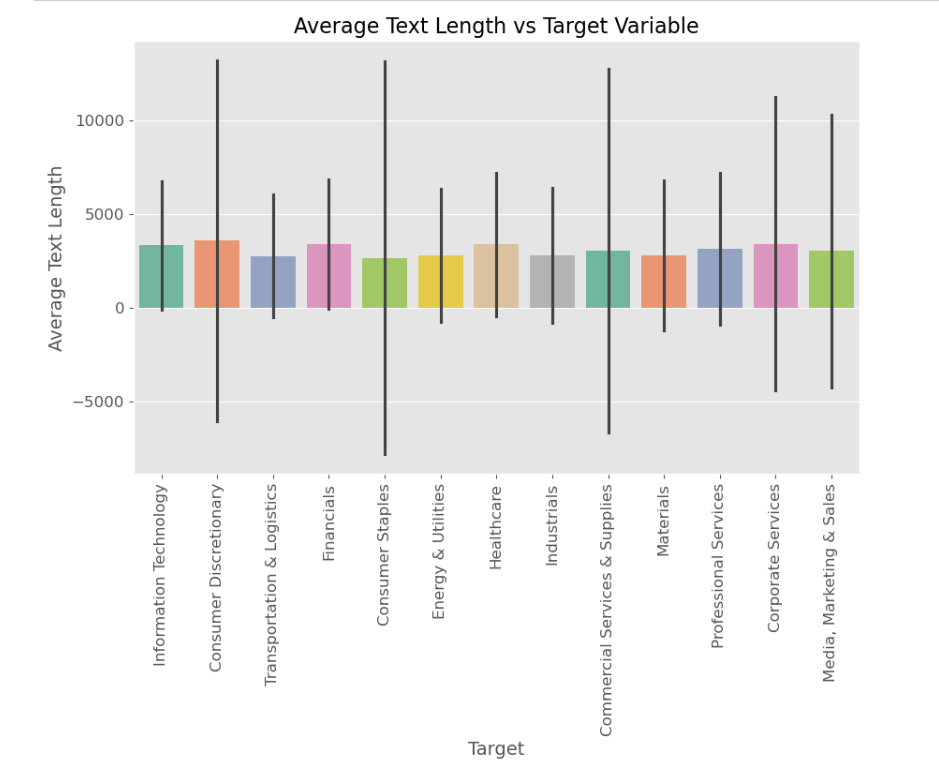 Average Text Length vs Target Variable
Average Text Length
10000
5000
0
−5000
Information Technology
Consumer Discretionary
Transportation & Logistics
Financials
Consumer Staples
Energy & Utilities
Healthcare
Industrials
Commercial Services & Supplies
Materials
Professional Services
Corporate Services
Media, Marketing & Sales
Target